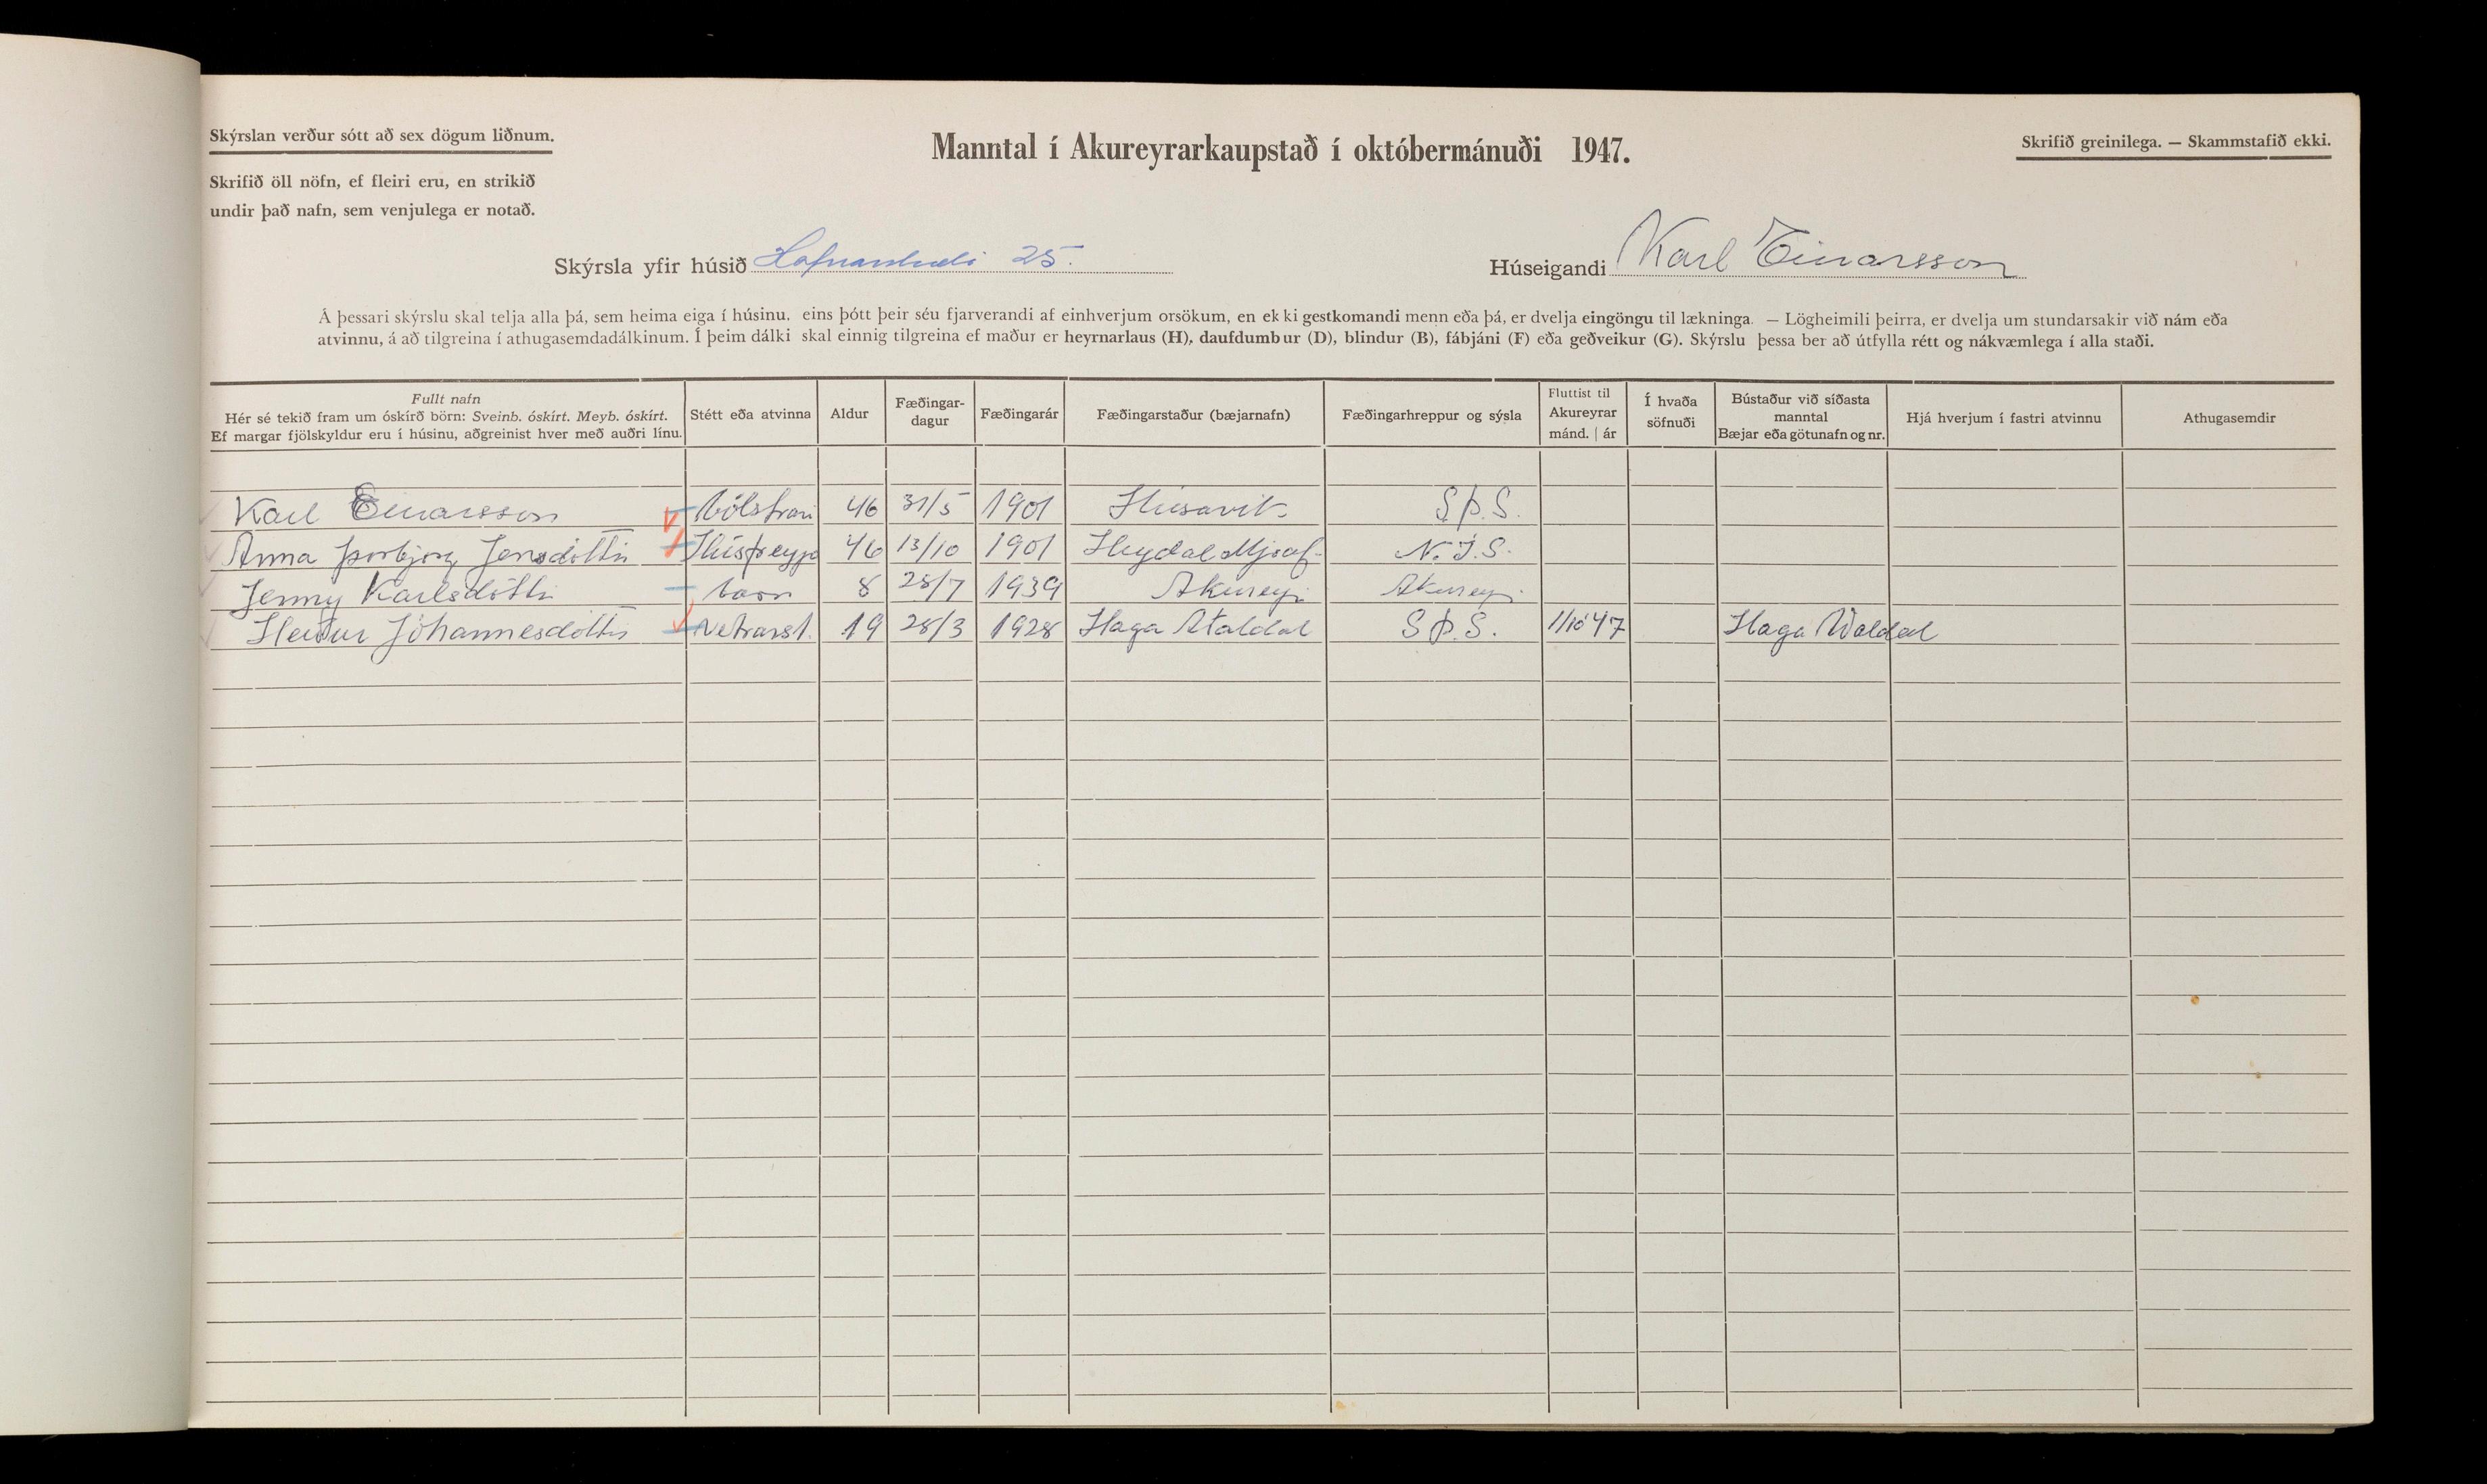 Skýrslan verður sótt að sex dögum liðnum.
Skrifið öll nöfn, ef fleiri eru, en strikið
undir það nafn, sem venjulega er notað.
Manntal í Akureyrarkaupstað í októbermánuði 1947.
Skrifið greinilega. — Skammstafið ekki.
Skýrsla yfir húsið Hafnarstræti 25.
Húseigandi Karl Einarsson
Á þessari skýrslu skal telja alla þá, sem heima eiga í húsinu, eins þótt þeir séu fjarverandi af einhverjum orsökum, en ekki gestkomandi menn eða þá, er dvelja eingöngu til lækninga. — Lögheimili þeirra, er dvelja um stundarsakir við nám eða
atvinnu, á að tilgreina í athugasemdadálkinum. Í þeim dálki skal einnig tilgreina ef maður er heyrnarlaus (H), daufdumbur (D), blindur (B), fábjáni (F) eða geðveikur (G). Skýrslu þessa ber að útfylla rétt og nákvæmlega í alla staði.
Fullt nafn
Hér sé tekið fram um óskírð börn: Sveinb. óskírt. Meyb. óskírt.
Ef margar fjölskyldur eru í húsinu, aðgreinist hver með auðri línu.
Stétt eða atvinna
Aldur
Fæðingar-
dagur
Fæðingarár
Fæðingarstaður (bæjarnafn)
Fæðingarhreppur og sýsla
Fluttist til
Akureyrar
mánd. | ár
Í hvaða
söfnuði
Bústaður við síðasta
manntal
Bæjar eða götunafn og nr.
Hjá hverjum í fastri atvinnu
Athugasemdir
Karl Einarsson bólstrari 46 31/5 1901 Húsavík S.Þ.S.
Anna Þorbjörg Jensdóttir Húsfreyja 46 13/10 1901 Heydal Mjóaf. N.Í.S.
Jenny Karlsdóttir barn 8 28/7 1939 Akureyri Akureyri
Heiður Jóhannesdóttir 19 28/3 1928 Haga Aðaldal S.Þ.S. 1/10 47 Haga Aðaldal